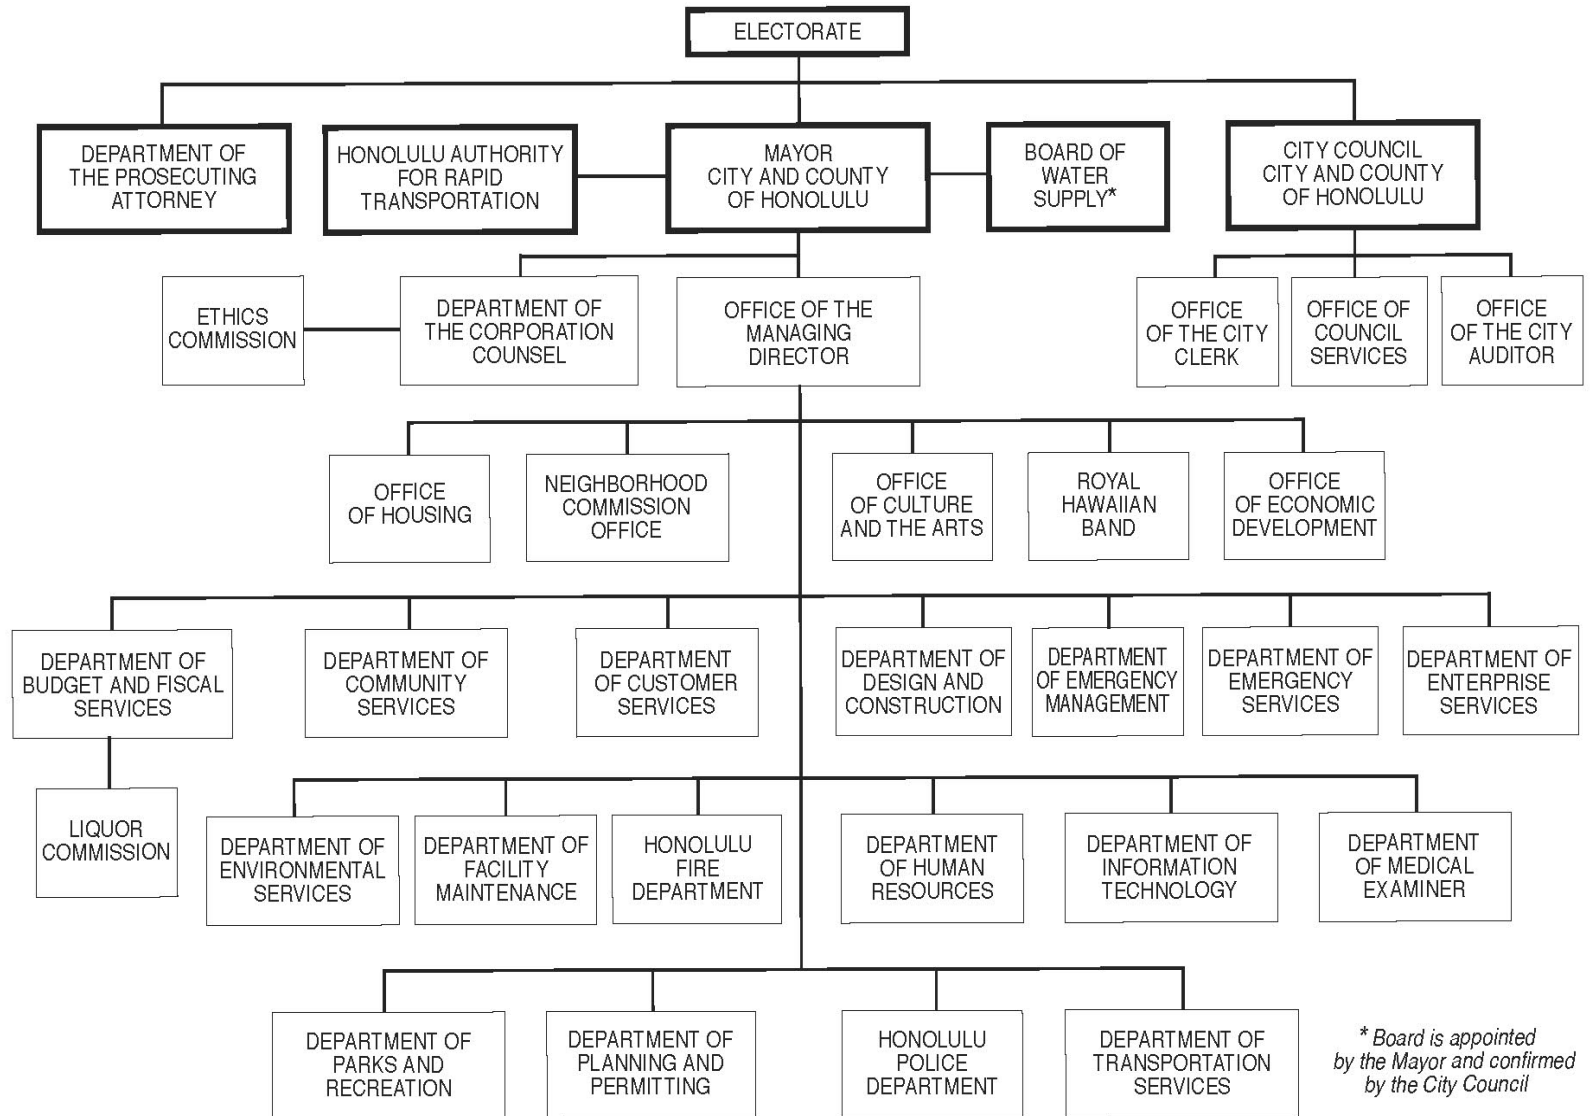 ELECTORATE
DEPARTMENT OF
THE PROSECUTING
ATTORNEY
HONOLULU AUTHORITY
FOR RAPID
TRANSPORTATION
MAYOR
CITY AND COUNTY
OF HONOLULU
BOARD OF
WATER
SUPPLY*
CITY COUNCIL
CITY AND COUNTY
OF HONOLULU
ETHICS
COMMISSION
DEPARTMENT OF
THE CORPORATION
COUNSEL
OFFICE OF THE
MANAGING
DIRECTOR
OFFICE
OF THE CITY
CLERK
OFFICE OF
COUNCIL
SERVICES
OFFICE
OF THE CITY
AUDITOR
OFFICE
OF HOUSING
NEIGHBORHOOD
COMMISSION
OFFICE
OFFICE
OF CULTURE
AND THE ARTS
ROYAL
HAWAIIAN
BAND
OFFICE
OF ECONOMIC
DEVELOPMENT
DEPARTMENT OF
BUDGET AND FISCAL
SERVICES
DEPARTMENT OF
COMMUNITY
SERVICES
DEPARTMENT
OF CUSTOMER
SERVICES
DEPARTMENT OF
DESIGN AND
CONSTRUCTION
DEPARTMENT
OF EMERGENCY
MANAGEMENT
DEPARTMENT OF
EMERGENCY
SERVICES
DEPARTMENT OF
ENTERPRISE
SERVICES
LIQUOR
COMMISSION
DEPARTMENT OF
ENVIRONMENTAL
SERVICES
DEPARTMENT OF
FACILITY
MAINTENANCE
HONOLULU
FIRE
DEPARTMENT
DEPARTMENT
OF HUMAN
RESOURCES
DEPARTMENT OF
INFORMATION
TECHNOLOGY
DEPARTMENT
OF MEDICAL
EXAMINER
DEPARTMENT OF
PARKS AND
RECREATION
DEPARTMENT OF
PLANNING AND
PERMITTING
HONOLULU
POLICE
DEPARTMENT
DEPARTMENT OF
TRANSPORTATION
SERVICES
* Board is appointed
by the Mayor and confirmed
by the City Council